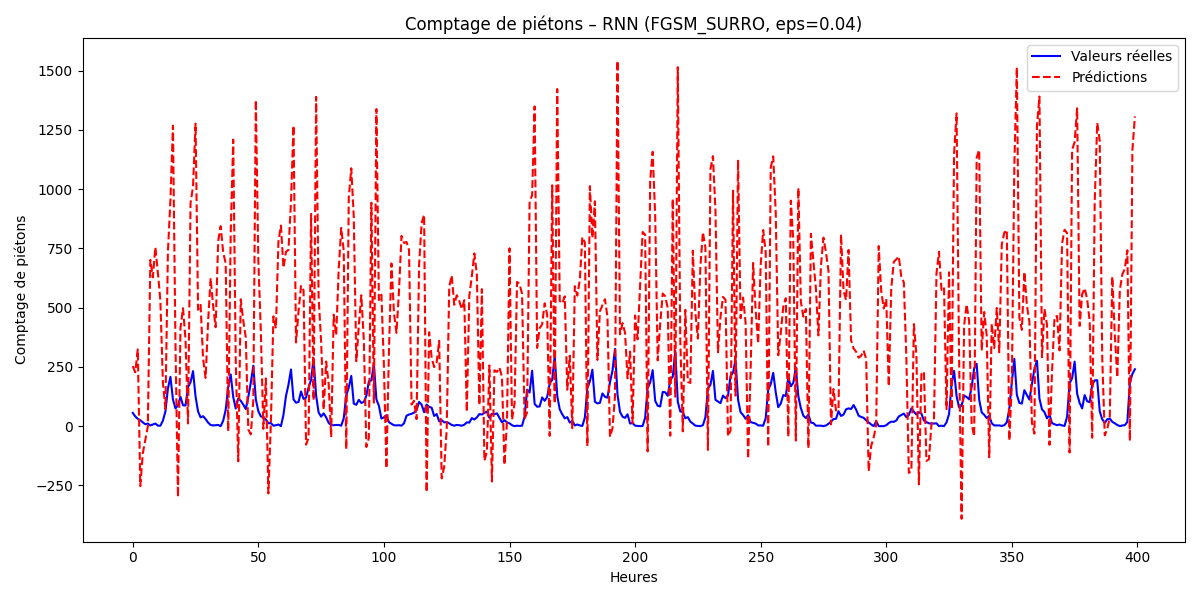 Comptage de piétons – RNN (FGSM_SURRO, eps=0.04)
Valeurs réelles
Prédictions
Comptage de piétons
1500
1250
1000
750
500
250
0
−250
0 50 100 150 200 250 300 350 400
Heures